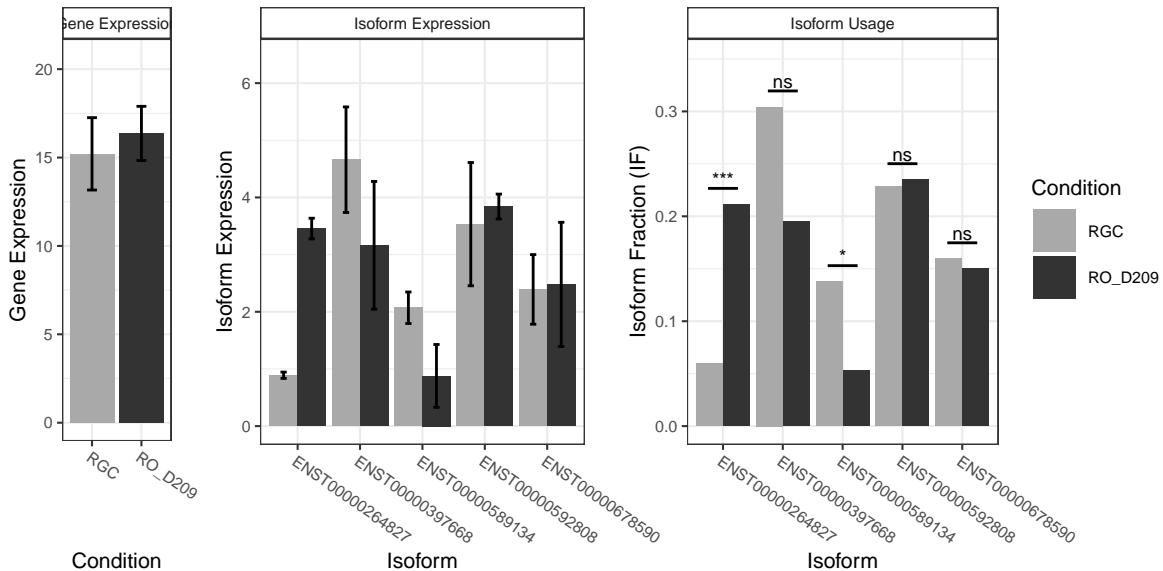 Gene Expression
Gene Expression
20
15
10
5
0
RGC
RO_D209
Condition
Isoform Expression
Isoform Expression
6
4
2
0
ENST00000264827
ENST00000397668
ENST00000589134
ENST00000592808
ENST00000678590
Isoform
Isoform Usage
Isoform Fraction (IF)
0.3
0.2
0.1
0.0
***
ns
*
ns
ns
ENST00000264827
ENST00000397668
ENST00000589134
ENST00000592808
ENST00000678590
Isoform
Condition
RGC
RO_D209